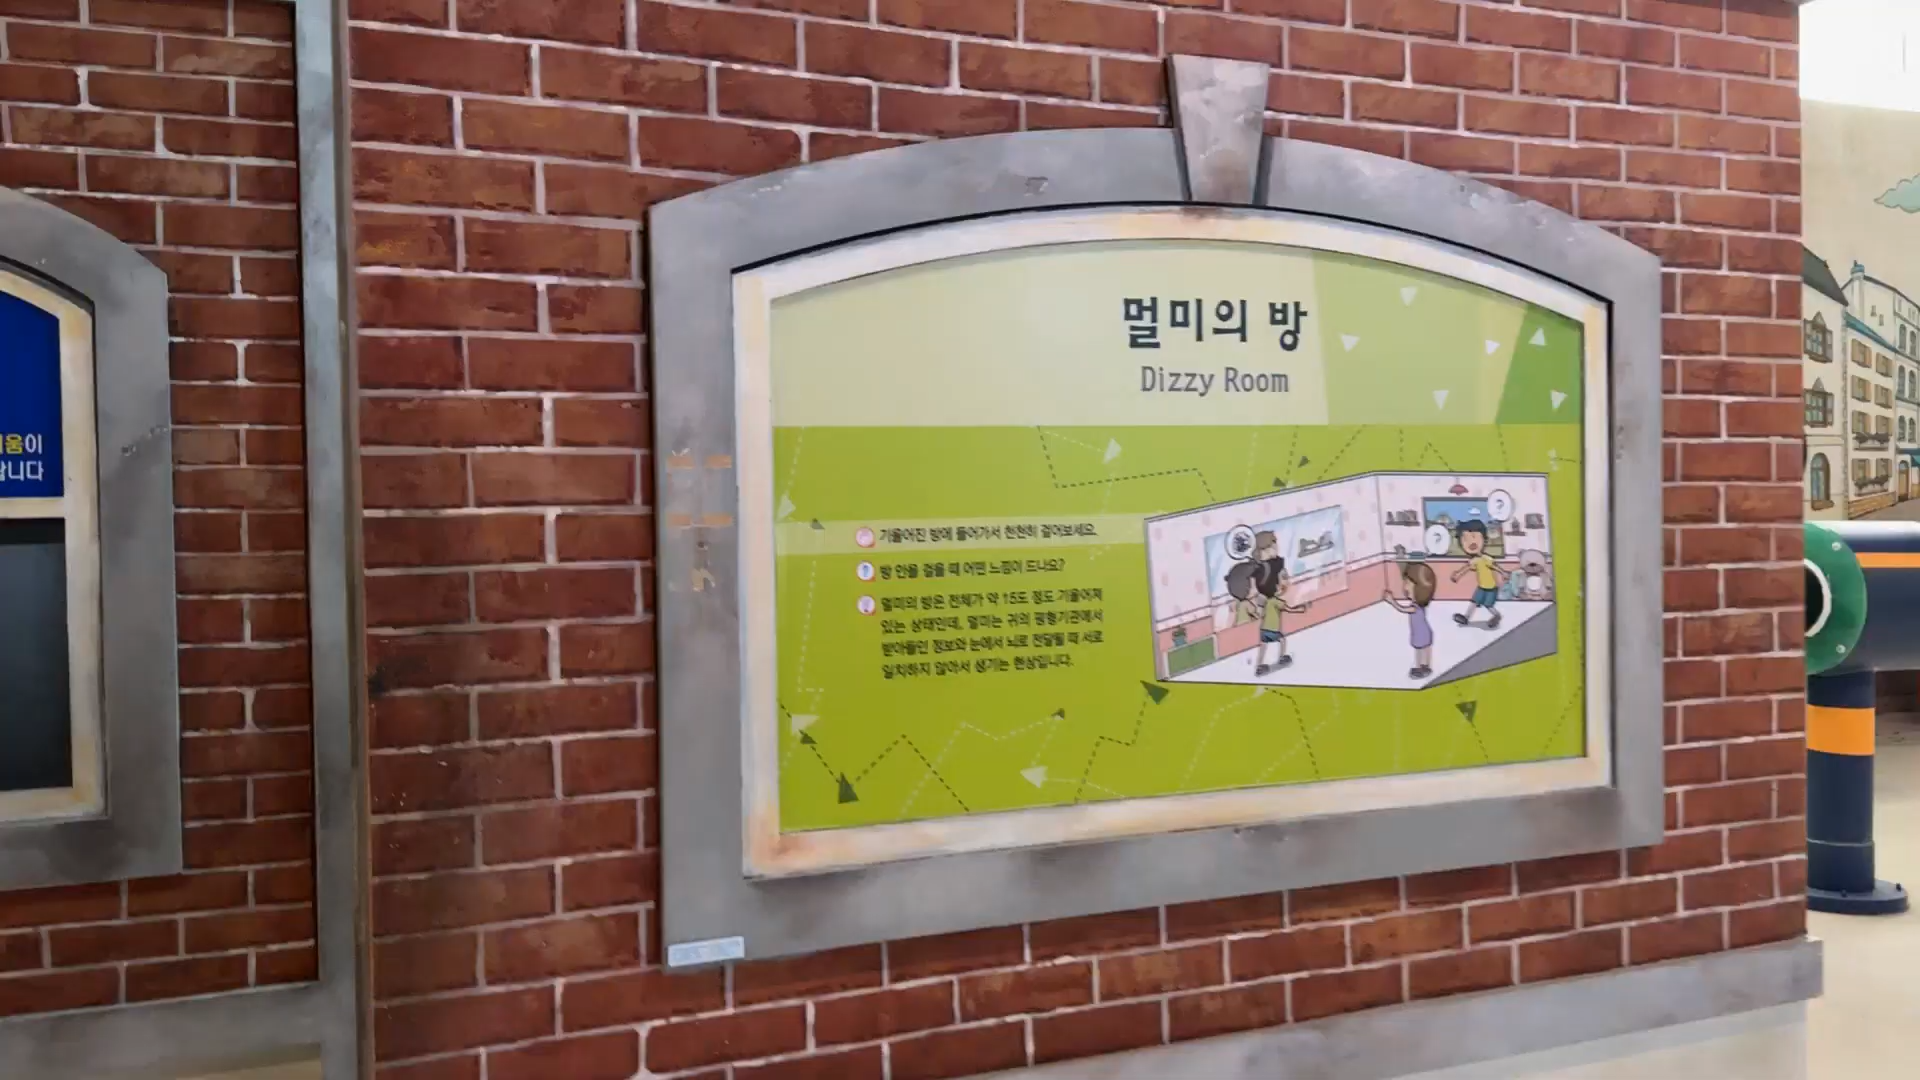 멀미의 방
Dizzy Room
기울어진 방에 들어가서 천천히 걸어보세요.
방 안을 걸을 때 어떤 느낌이 드나요?
멀미의 방은 전체가 약 15도 정도 기울어져
있는 상태인데, 멀미는 귀의 평형기관에서
받아들인 정보와 눈에서 뇌로 전달될 때 서로
일치하지 않아서 생기는 현상입니다.
움이
니다